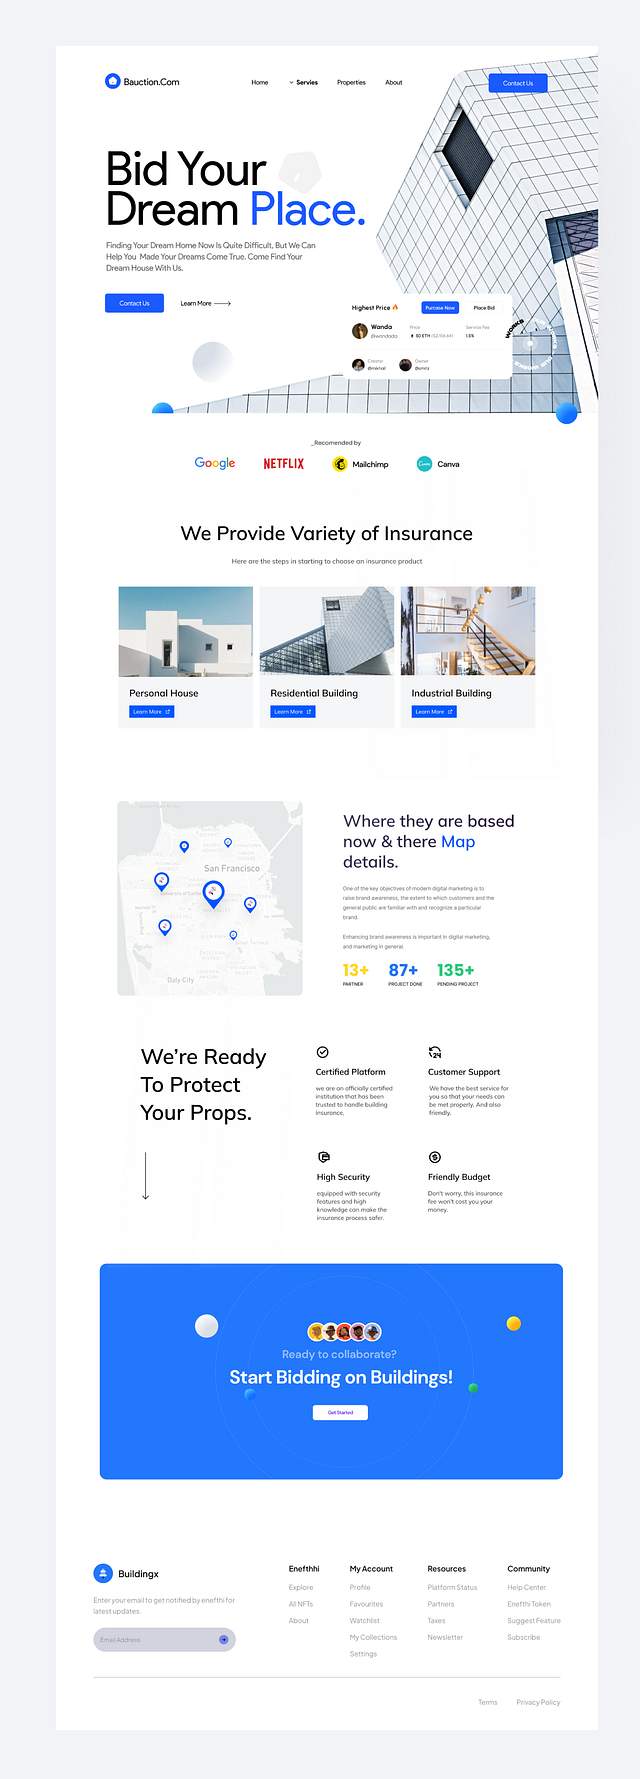 Bauction.Com
Home
Servies
Properties
About
Contact Us
Bid Your
Dream Place.
Finding Your Dream Home Now Is Quite Difficult, But We Can
Help You Made Your Dreams Come True. Come Find Your
Dream House With Us.
Contact Us
Learn More
Highest Price
Purcase Now
Place Bid
Wanda
@wandada
Price
50 ETH
Service Fee
1.5%
Creator
@mikhail
Owner
WORKS
_Recomended by
Google
NETFLIX
Mailchimp
Canva
Canva
We Provide Variety of Insurance
Here are the steps in starting to choose an insurance product
Personal House
Learn More
Residential Building
Learn More
Industrial Building
Learn More
San Francisco
Daly City
Where they are based
now & there Map
details.
One of the key objectives of modern digital marketing is to
raise brand awareness, the extent to which customers and the
general public are familiar with and recognize a particular
brand.
Enhancing brand awareness is important in digital marketing,
and marketing in general.
13+
PARTNER
87+
PROJECT DONE
135+
PENDING PROJECT
We're Ready
To Protect
Your Props.
Certified Platform
we are an officially certified
institution that has been
trusted to handle building
insurance,
24
Customer Support
We have the best service for
you so that your needs can
be met properly. And also
friendly.
High Security
equipped with security
features and high
knowledge can make the
insurance process safer.
Friendly Budget
Don't worry, this insurance
fee won't cost you your
money.
Ready to collaborate?
Start Bidding on Buildings!
Get Started
Buildingx
Enter your email to get notified by enefthi for
latest updates.
Email Address
Enefthhi
Explore
All NFTs
About
My Account
Profile
Favourites
Watchlist
My Collections
Settings
Resources
Platform Status
Partners
Taxes
Newsletter
Community
Help Center
Enefthi Token
Suggest Feature
Subscribe
Terms
Privacy Policy